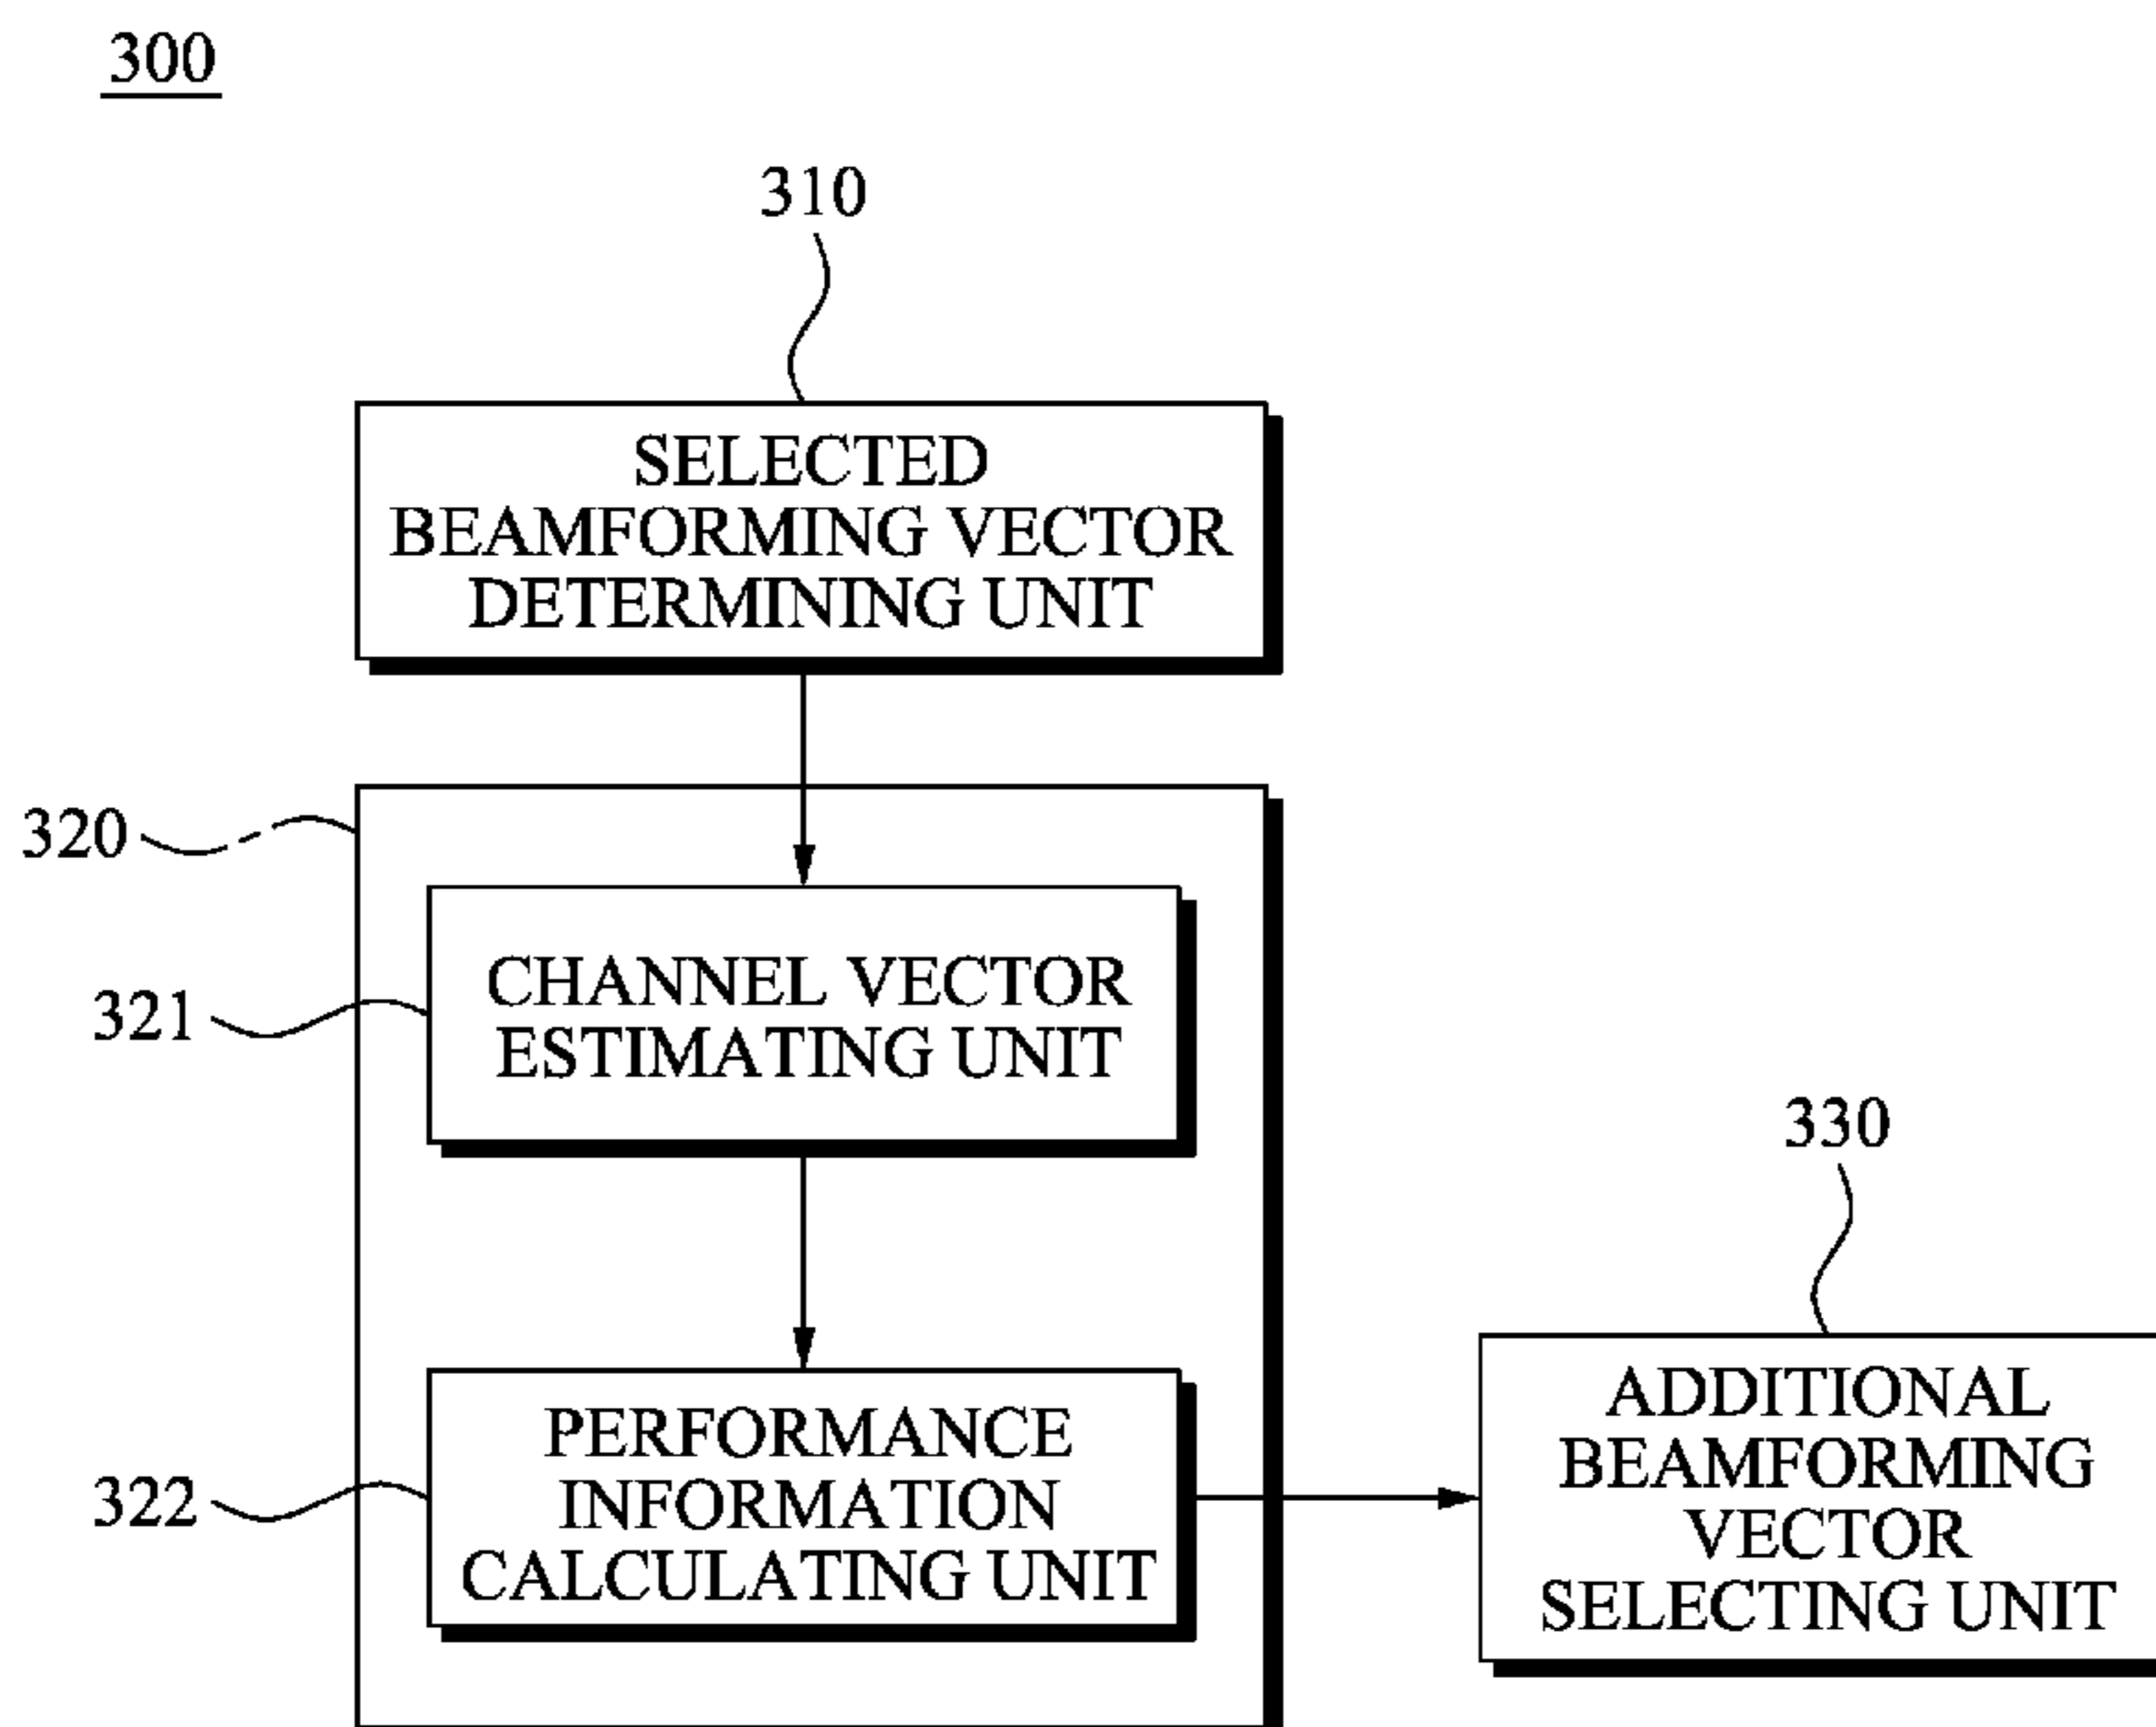 300
310
SELECTED
BEAMFORMING VECTOR
DETERMINING UNIT
320
321
CHANNEL VECTOR
ESTIMATING UNIT
330
322
PERFORMANCE
INFORMATION
CALCULATING UNIT
ADDITIONAL
BEAMFORMING
VECTOR
SELECTING UNIT